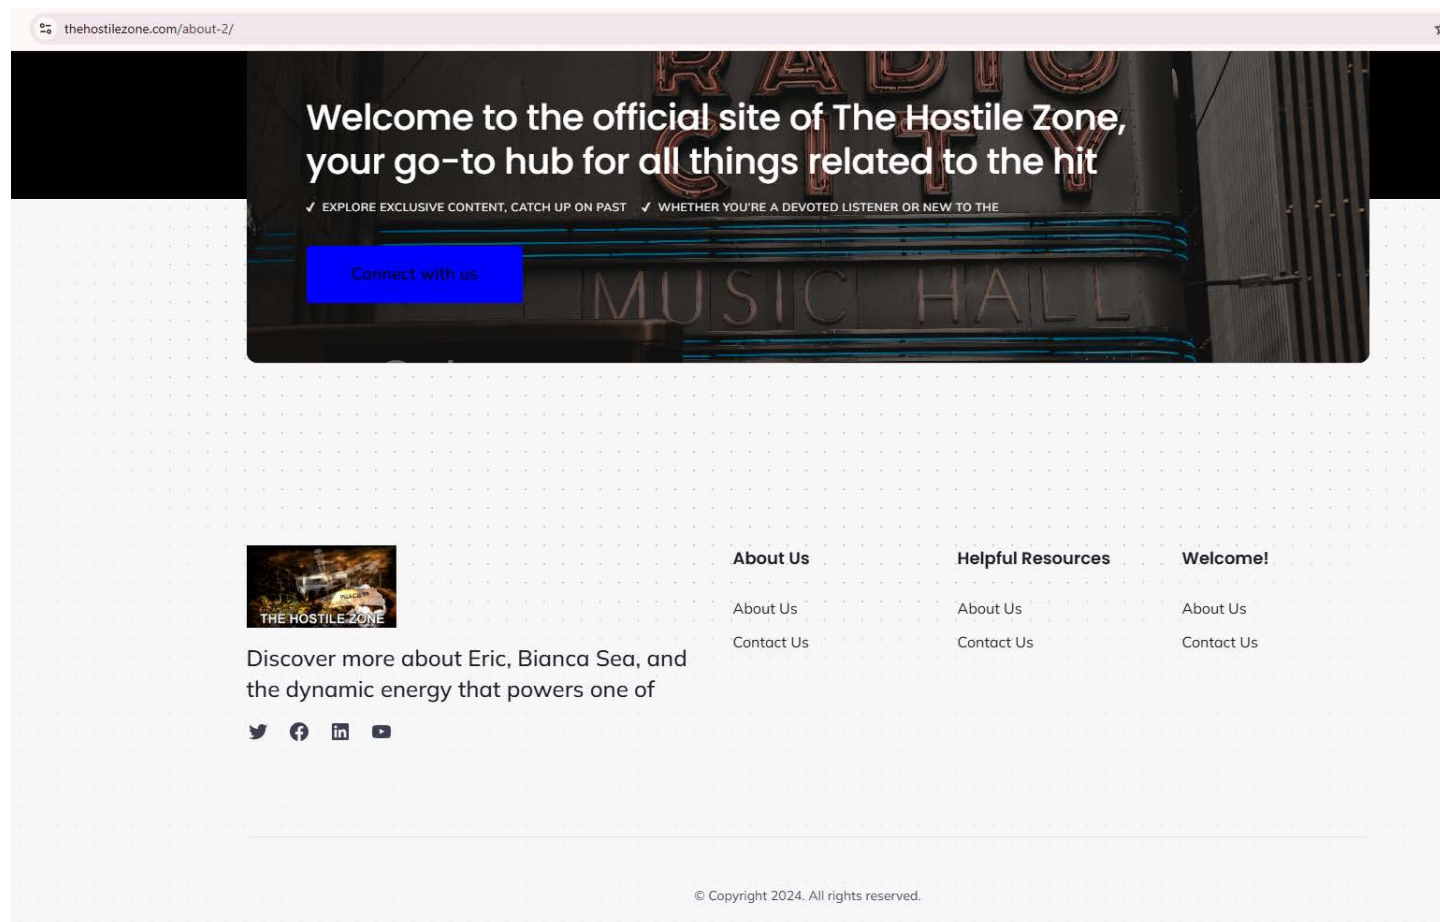 thehostilezone.com/about-2/
RADIO
CITY
Welcome to the official site of The Hostile Zone,
your go-to hub for all things related to the hit
✓ EXPLORE EXCLUSIVE CONTENT, CATCH UP ON PAST ✓ WHETHER YOU'RE A DEVOTED LISTENER OR NEW TO THE
Connect with us
MUSIC HALL
THE HOSTILE ZONE
Discover more about Eric, Bianca Sea, and
the dynamic energy that powers one of
About Us
About Us
Contact Us
Helpful Resources
About Us
Contact Us
Welcome!
About Us
Contact Us
© Copyright 2024. All rights reserved.